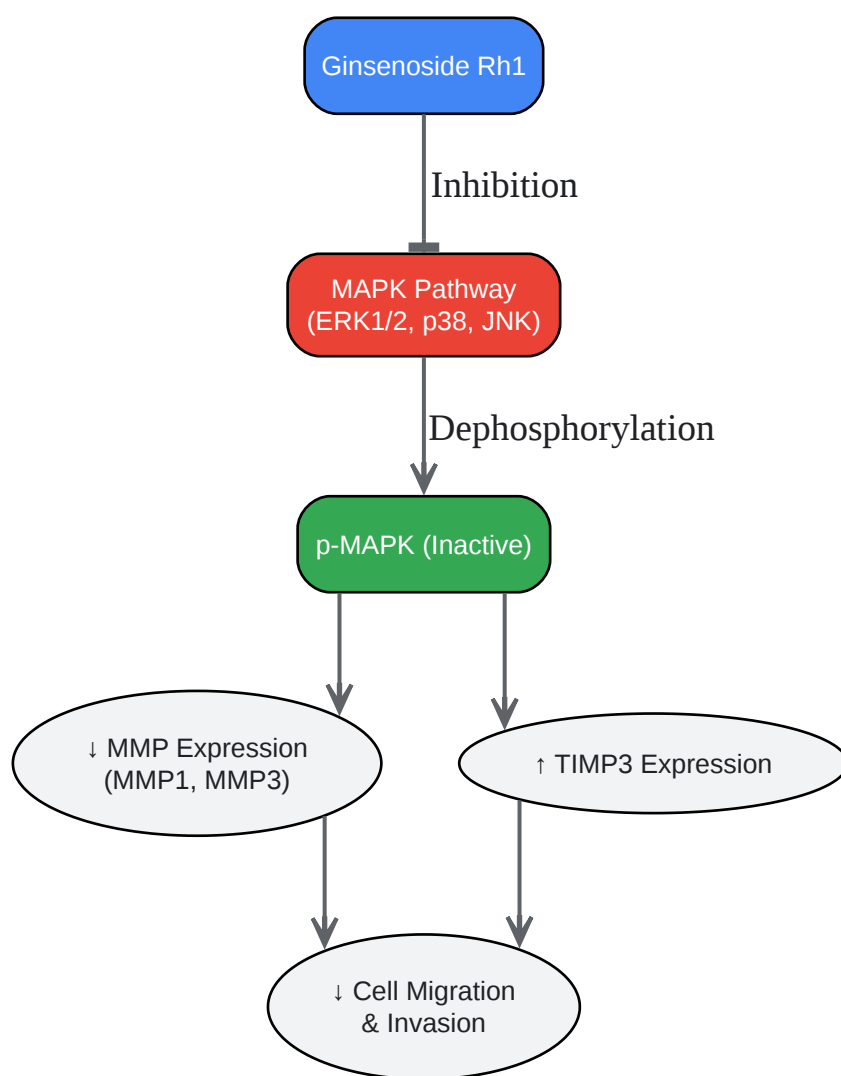 Ginsenoside Rh1
Inhibition
MAPK Pathway
(ERK1/2, p38, JNK)
Dephosphorylation
p-MAPK (Inactive)
↓ MMP Expression
(MMP1, MMP3)
↑ TIMP3 Expression
↓ Cell Migration
& Invasion